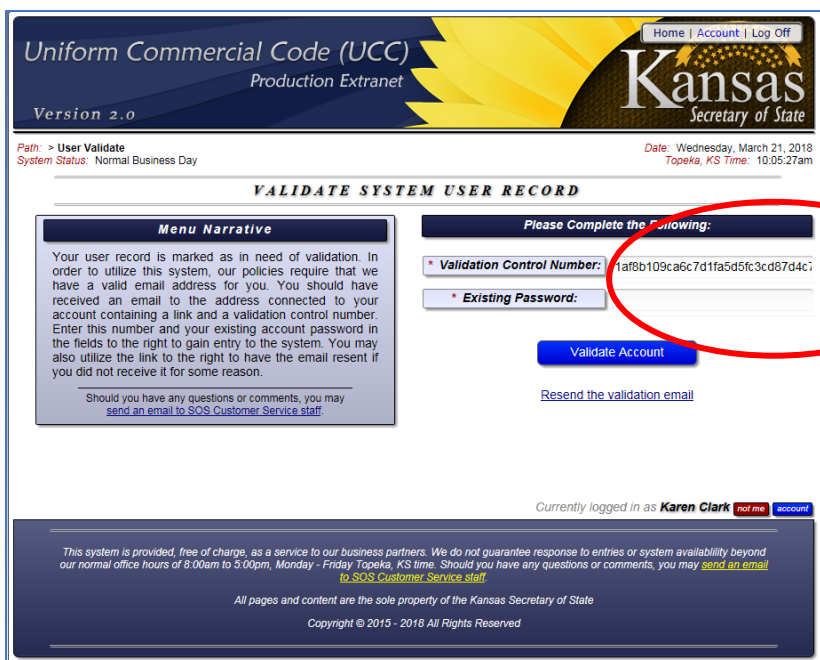 Uniform Commercial Code (UCC)
Production Extranet
Version 2.0
Home | Account | Log Off
Kansas
Secretary of State
Path: > User Validate
System Status: Normal Business Day
Date: Wednesday, March 21, 2018
Topeka, KS Time: 10:05:27am
VALIDATE SYSTEM USER RECORD
Menu Narrative
Your user record is marked as in need of validation. In
order to utilize this system, our policies require that we
have a valid email address for you. You should have
received an email to the address connected to your
account containing a link and a validation control number.
Enter this number and your existing account password in
the fields to the right to gain entry to the system. You may
also utilize the link to the right to have the email resent if
you did not receive it for some reason.
Should you have any questions or comments, you may
send an email to SOS Customer Service staff.
Please Complete the Following:
* Validation Control Number: 1af8b109ca6c7d1fa5d5fc3cd87d4c7
* Existing Password:
Validate Account
Resend the validation email
Currently logged in as Karen Clark not me account
This system is provided, free of charge, as a service to our business partners. We do not guarantee response to entries or system availablility beyond
our normal office hours of 8:00am to 5:00pm, Monday - Friday Topeka, KS time. Should you have any questions or comments, you may send an email
to SOS Customer Service staff.
All pages and content are the sole property of the Kansas Secretary of State
Copyright © 2015 - 2018 All Rights Reserved